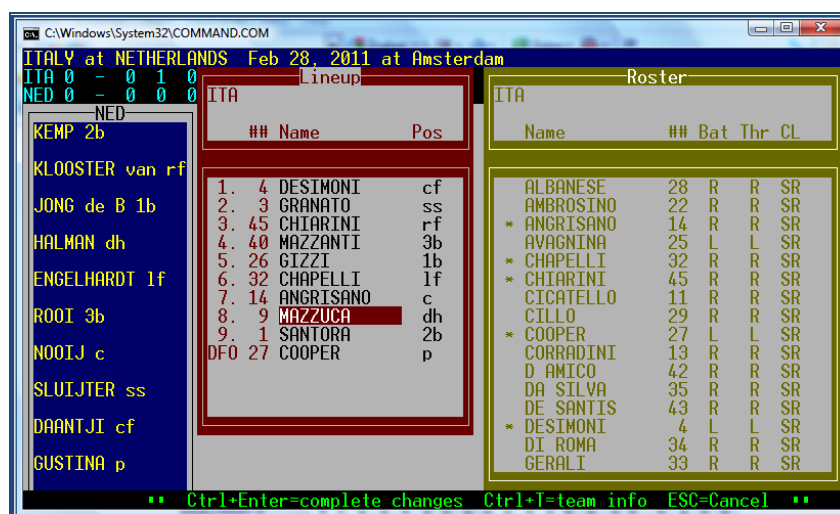 C:\Windows\System32\COMMAND.COM
ITALY at NETHERLANDS Feb 28, 2011 at Amsterdam
ITA 0 - 0 1 0
NED 0 - 0 0 0
NED
KEMP 2b
KLOOSTER van rf
JONG de B 1b
HALMAN dh
ENGELHARDT lf
ROOI 3b
NOOIJ c
SLUIJTER ss
DAANTJI cf
GUSTINA p
Lineup
ITA
## Name Pos
1. 4 DESIMONI cf
2. 3 GRANATO ss
3. 45 CHIARINI rf
4. 40 MAZZANTI 3b
5. 26 GIZZI 1b
6. 32 CHAPELLI lf
7. 14 ANGRISANO c
8. 9 MAZZUCA dh
9. 1 SANTORA 2b
DFO 27 COOPER p
Roster
ITA
Name ## Bat Thr CL
ALBANESE 28 R R SR
AMBROSINO 22 R R SR
* ANGRISANO 14 R R SR
AVAGNINA 25 L L SR
* CHAPELLI 32 R R SR
* CHIARINI 45 R R SR
CICATELLO 11 R R SR
CILLO 29 R R SR
* COOPER 27 L L SR
CORRADINI 13 R R SR
D AMICO 42 R R SR
DA SILVA 35 R R SR
DE SANTIS 43 R R SR
* DESIMONI 4 L L SR
DI ROMA 34 R R SR
GERALI 33 R R SR
Ctrl+Enter=complete changes Ctrl+T=team info ESC=Cancel